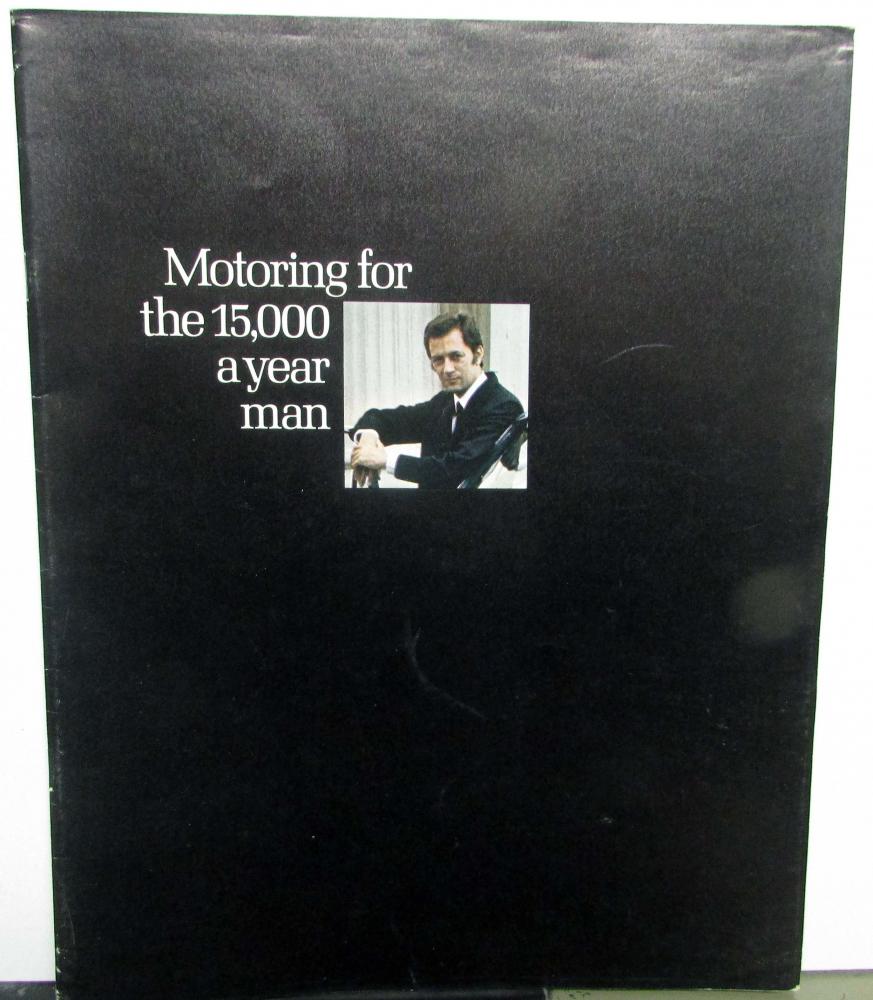 Motoring for
the 15,000
a year
man